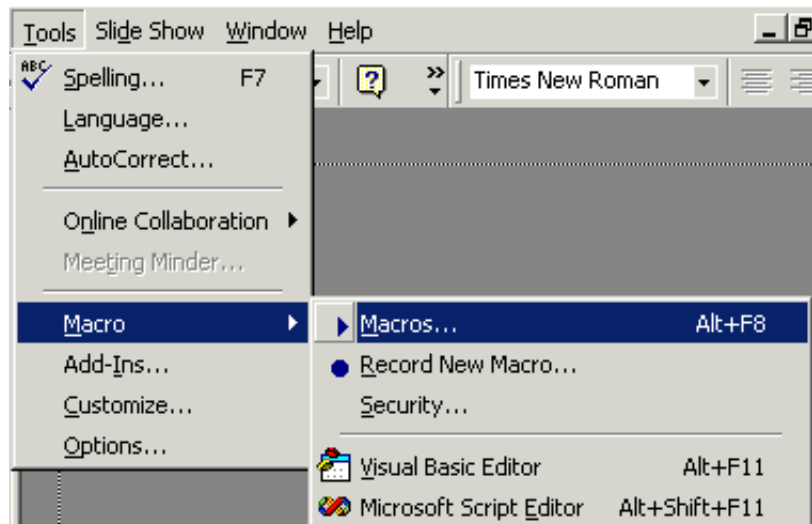 Tools Slide Show Window Help
ABC Spelling... F7
Times New Roman
Language...
AutoCorrect...
Online Collaboration
Meeting Minder...
Macro
Macros... Alt+F8
Add-Ins...
Record New Macro...
Customize...
Security...
Options...
Visual Basic Editor Alt+F11
Microsoft Script Editor Alt+Shift+F11